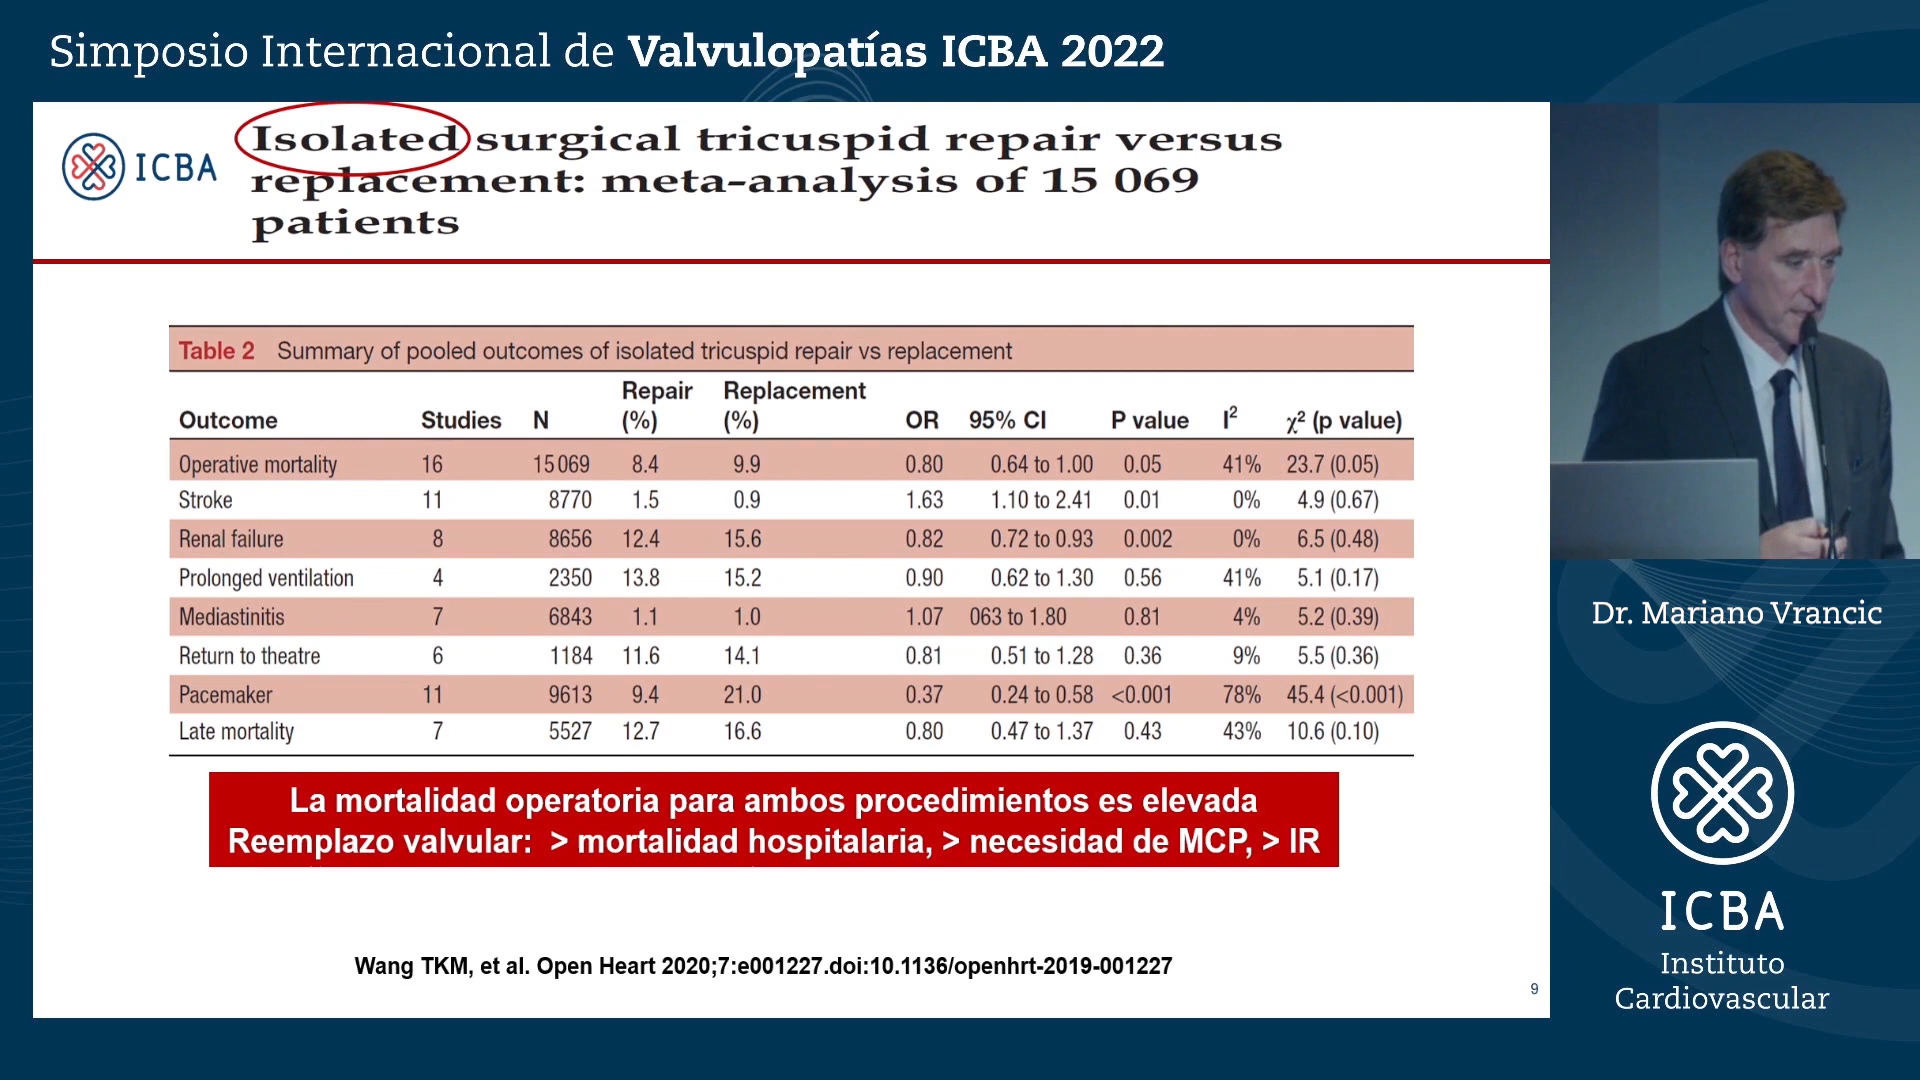 Simposio Internacional de Valvulopatías ICBA 2022
ICBA
Isolated surgical tricuspid repair versus
replacement: meta-analysis of 15 069
patients
Table 2 Summary of pooled outcomes of isolated tricuspid repair vs replacement
Outcome Studies N Repair (%) Replacement (%) OR 95% CI P value I² χ² (p value)
Operative mortality 16 15 069 8.4 9.9 0.80 0.64 to 1.00 0.05 41% 23.7 (0.05)
Stroke 11 8770 1.5 0.9 1.63 1.10 to 2.41 0.01 0% 4.9 (0.67)
Renal failure 8 8656 12.4 15.6 0.82 0.72 to 0.93 0.002 0% 6.5 (0.48)
Prolonged ventilation 4 2350 13.8 15.2 0.90 0.62 to 1.30 0.56 41% 5.1 (0.17)
Mediastinitis 7 6843 1.1 1.0 1.07 063 to 1.80 0.81 4% 5.2 (0.39)
Return to theatre 6 1184 11.6 14.1 0.81 0.51 to 1.28 0.36 9% 5.5 (0.36)
Pacemaker 11 9613 9.4 21.0 0.37 0.24 to 0.58 <0.001 78% 45.4 (<0.001)
Late mortality 7 5527 12.7 16.6 0.80 0.47 to 1.37 0.43 43% 10.6 (0.10)
La mortalidad operatoria para ambos procedimientos es elevada
Reemplazo valvular: > mortalidad hospitalaria, > necesidad de MCP, > IR
Wang TKM, et al. Open Heart 2020;7:e001227.doi:10.1136/openhrt-2019-001227
9
Dr. Mariano Vrancic
ICBA
Instituto
Cardiovascular